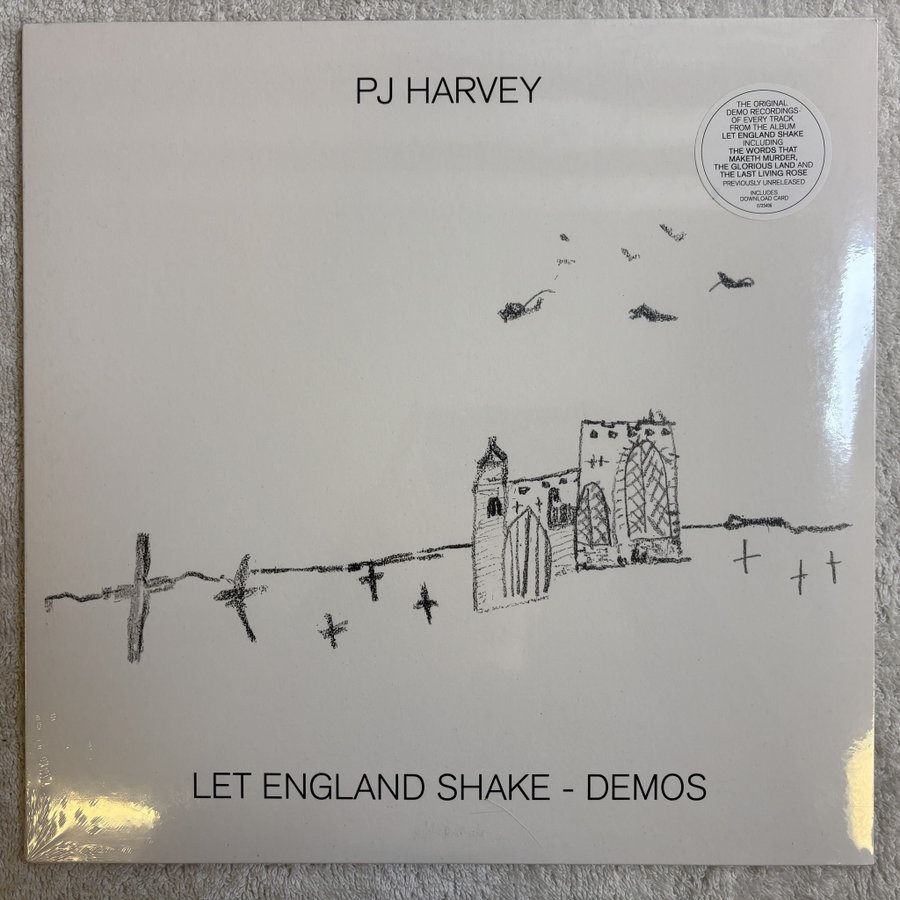 PJ HARVEY
THE ORIGINAL
DEMO RECORDINGS
OF EVERY TRACK
FROM THE ALBUM
LET ENGLAND SHAKE
INCLUDING
THE WORDS THAT
MAKETH MURDER,
THE GLORIOUS LAND AND
THE LAST LIVING ROSE
PREVIOUSLY UNRELEASED
INCLUDES
DOWNLOAD CARD
LET ENGLAND SHAKE - DEMOS